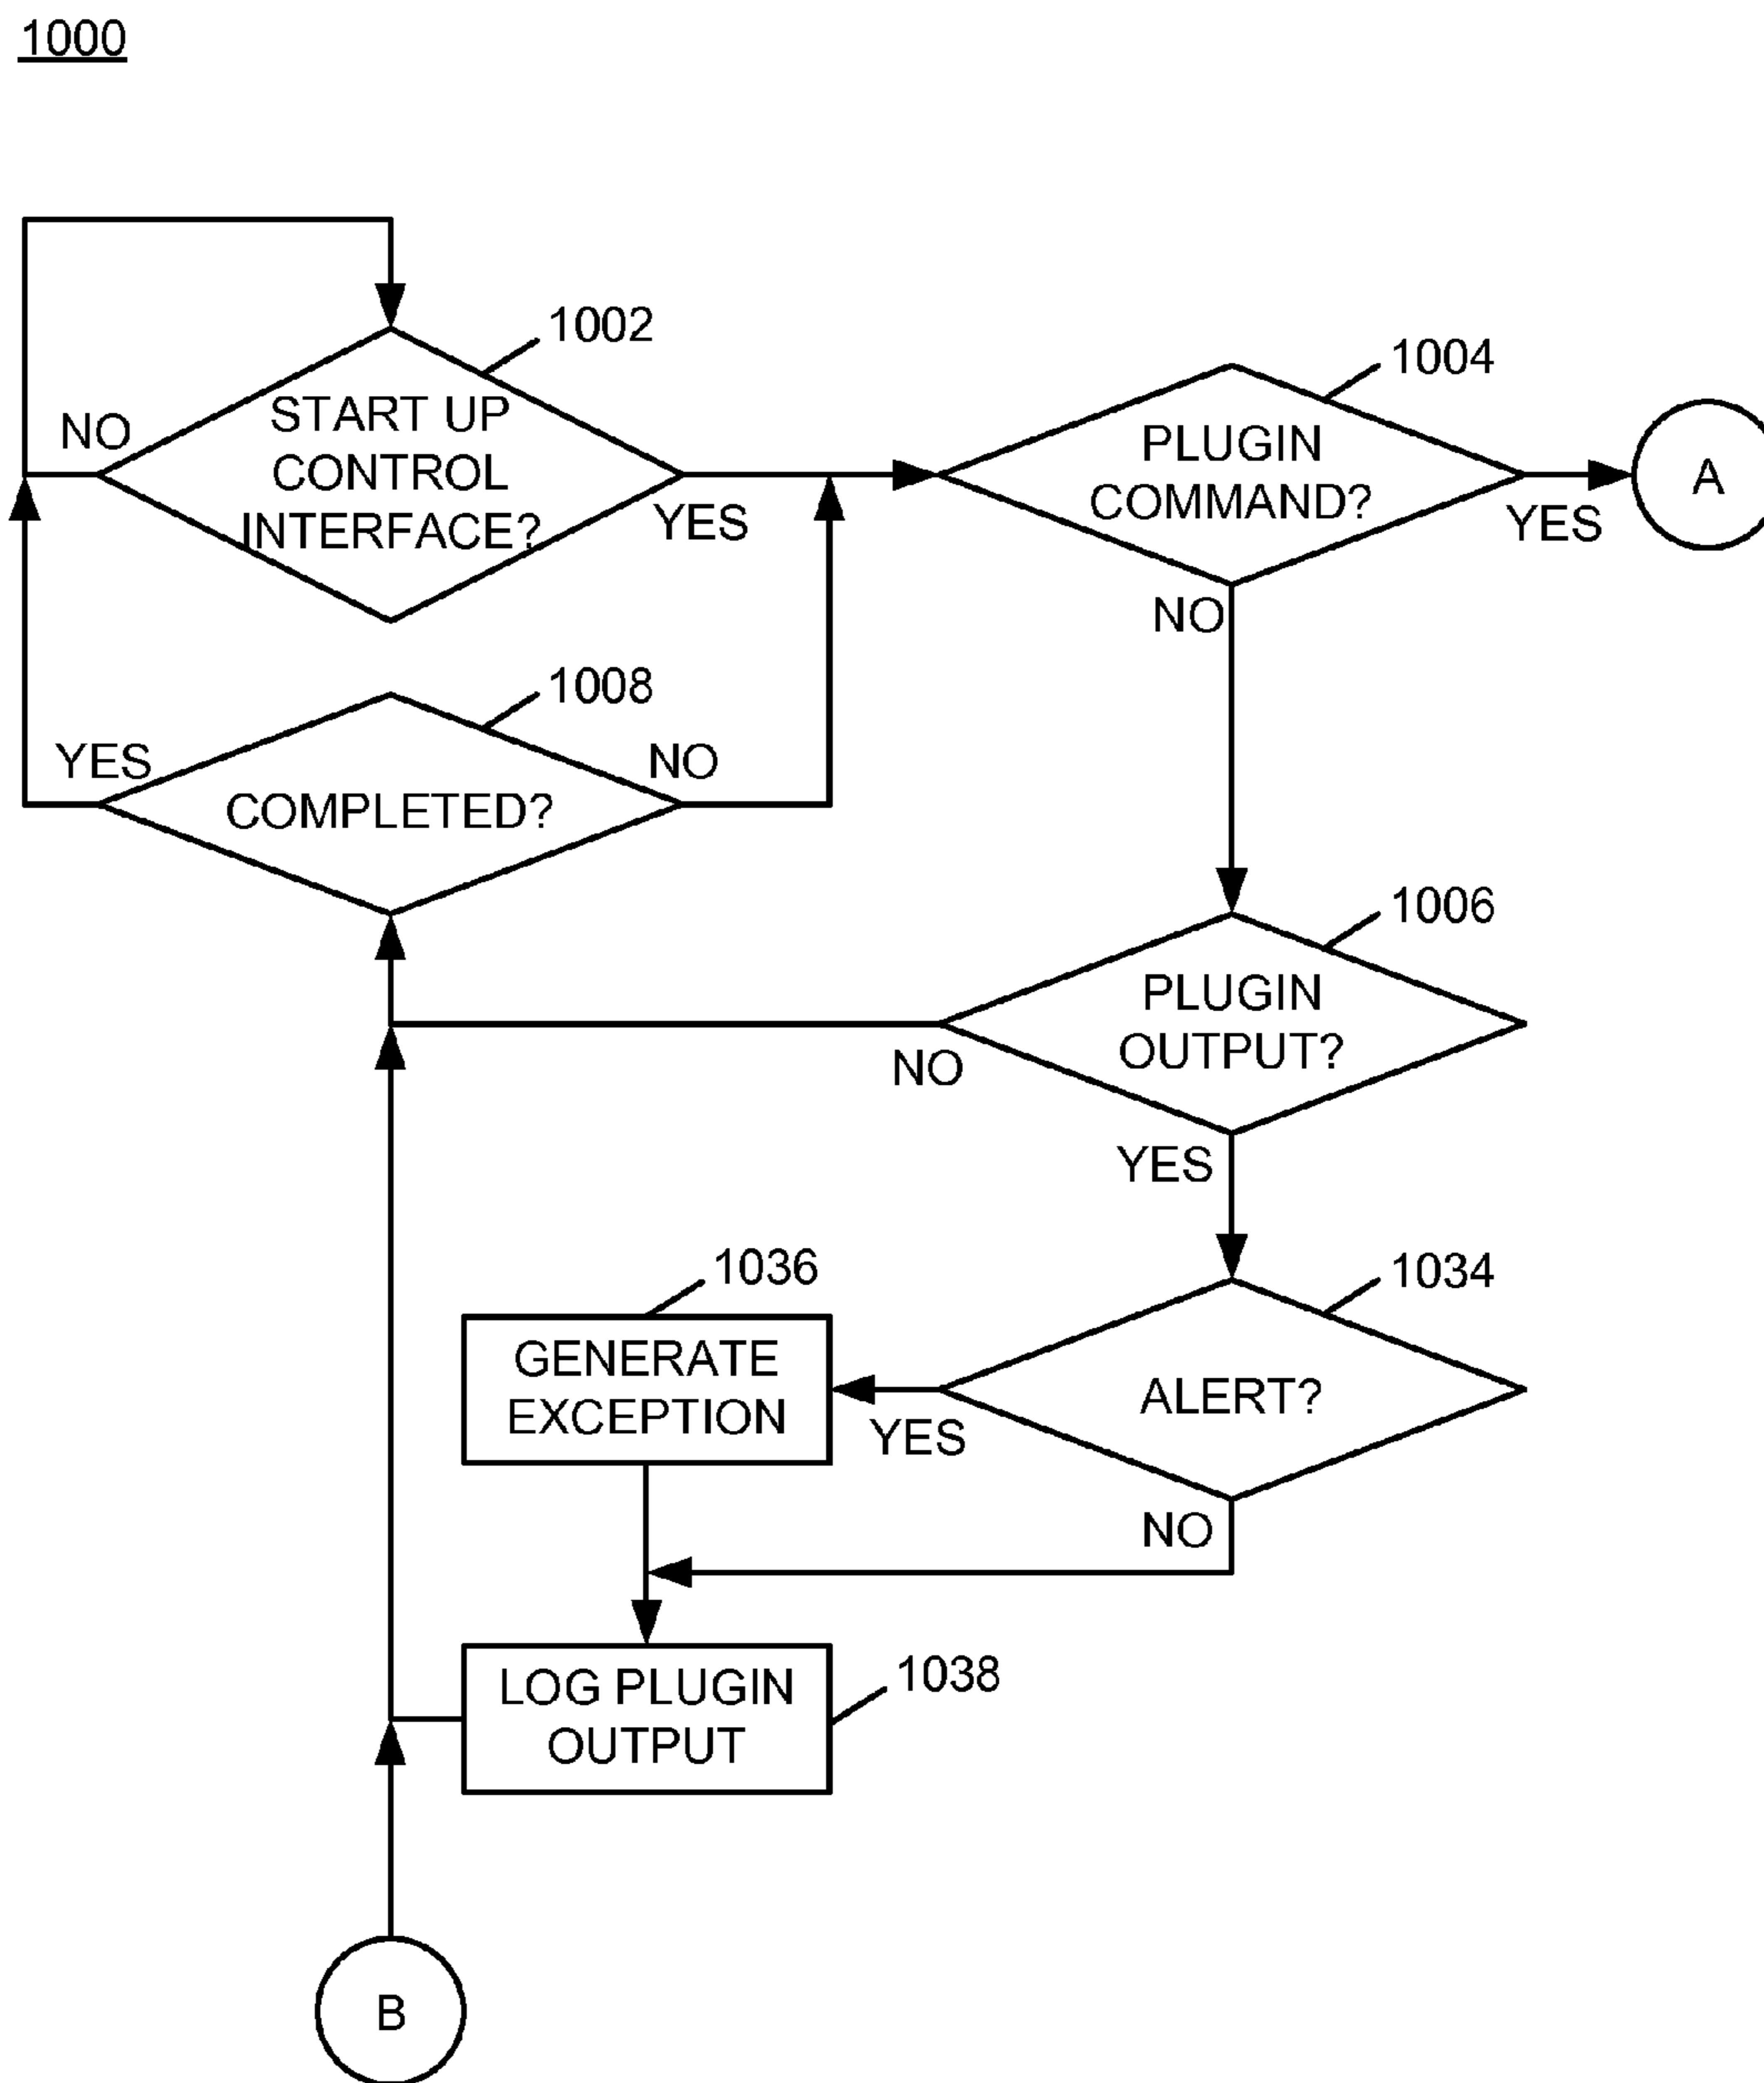 1000
1002
START UP
CONTROL
INTERFACE?
NO
YES
1004
PLUGIN
COMMAND?
YES
NO
A
1008
COMPLETED?
YES
NO
1006
PLUGIN
OUTPUT?
NO
YES
1036
GENERATE
EXCEPTION
1034
ALERT?
YES
NO
1038
LOG PLUGIN
OUTPUT
B